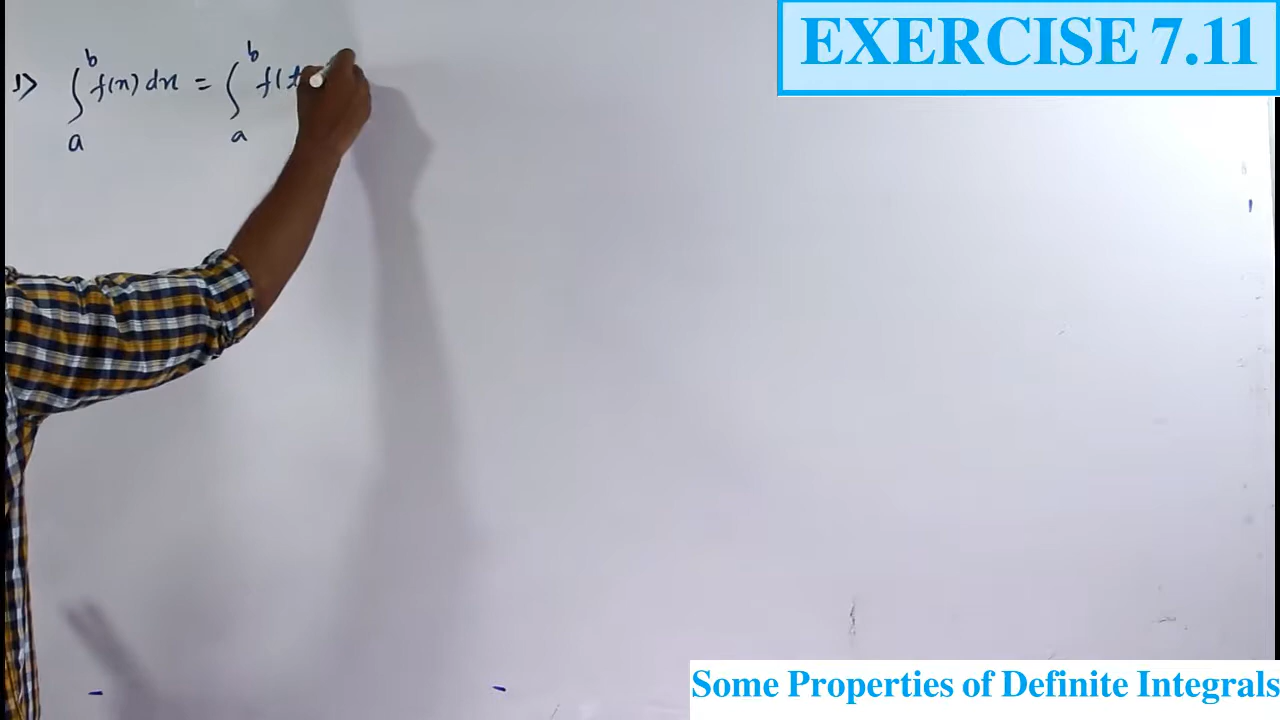 EXERCISE 7.11
1> ∫ₐᵇ f(x) dx = ∫ₐᵇ f(t
Some Properties of Definite Integrals